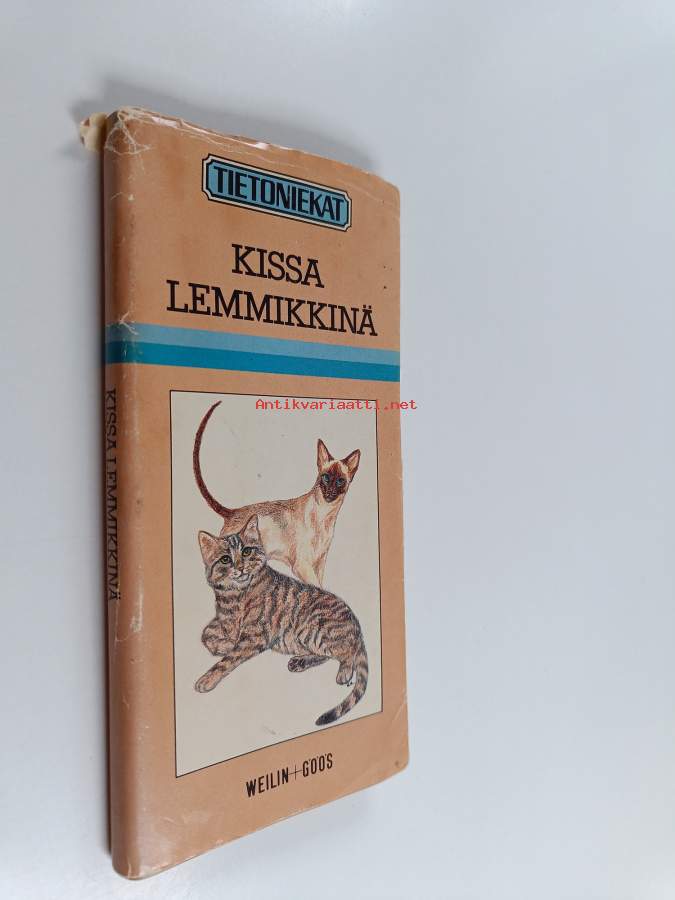 TIETONIEKAT
KISSA
LEMMIKKINÄ
Antikvariaatti.net
WEILIN+GÖÖS
KISSA LEMMIKKINÄ